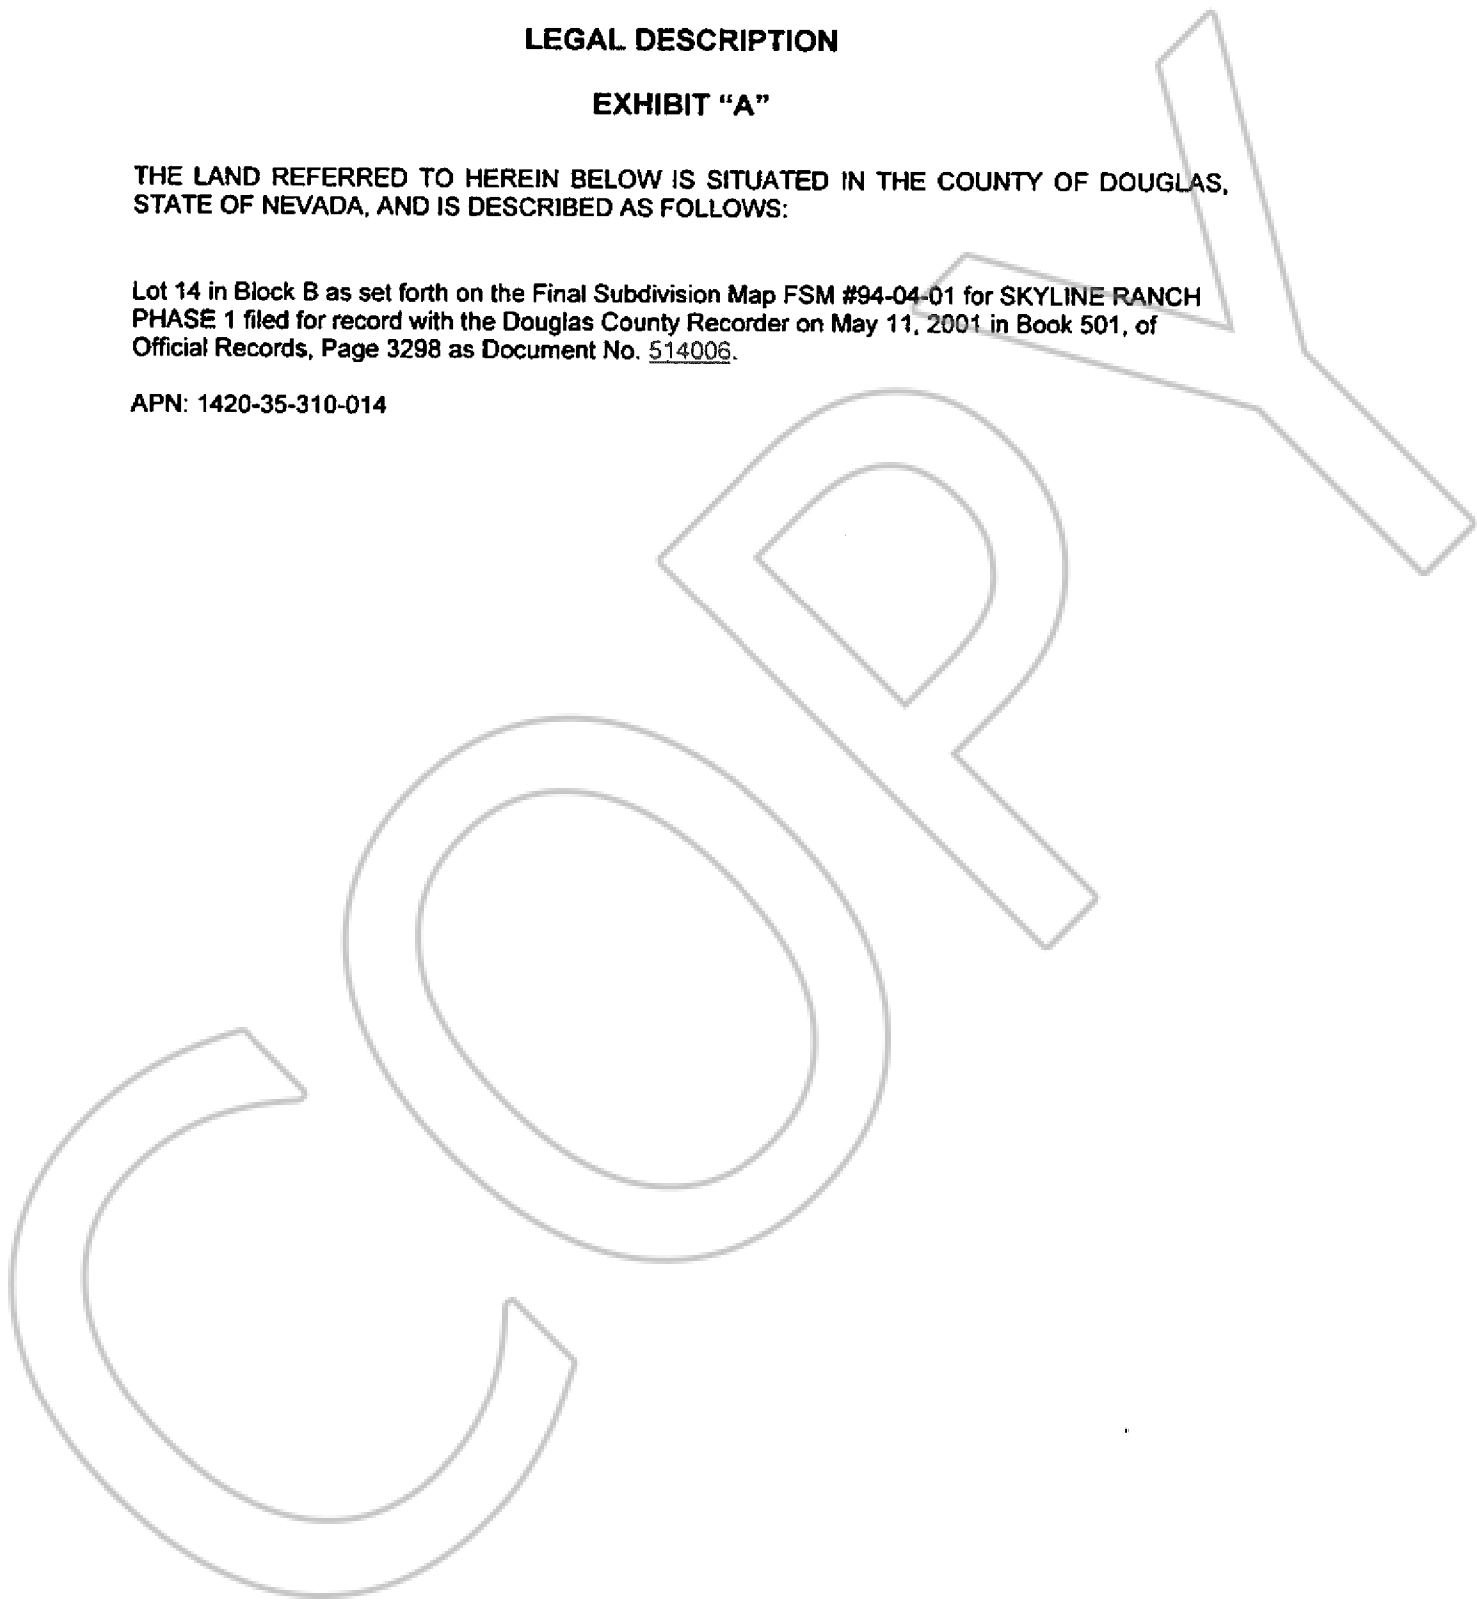 LEGAL DESCRIPTION
EXHIBIT “A”
THE LAND REFERRED TO HEREIN BELOW IS SITUATED IN THE COUNTY OF DOUGLAS,
STATE OF NEVADA, AND IS DESCRIBED AS FOLLOWS:
Lot 14 in Block B as set forth on the Final Subdivision Map FSM #94-04-01 for SKYLINE RANCH
PHASE 1 filed for record with the Douglas County Recorder on May 11, 2001 in Book 501, of
Official Records, Page 3298 as Document No. 514006.
APN: 1420-35-310-014
COPY